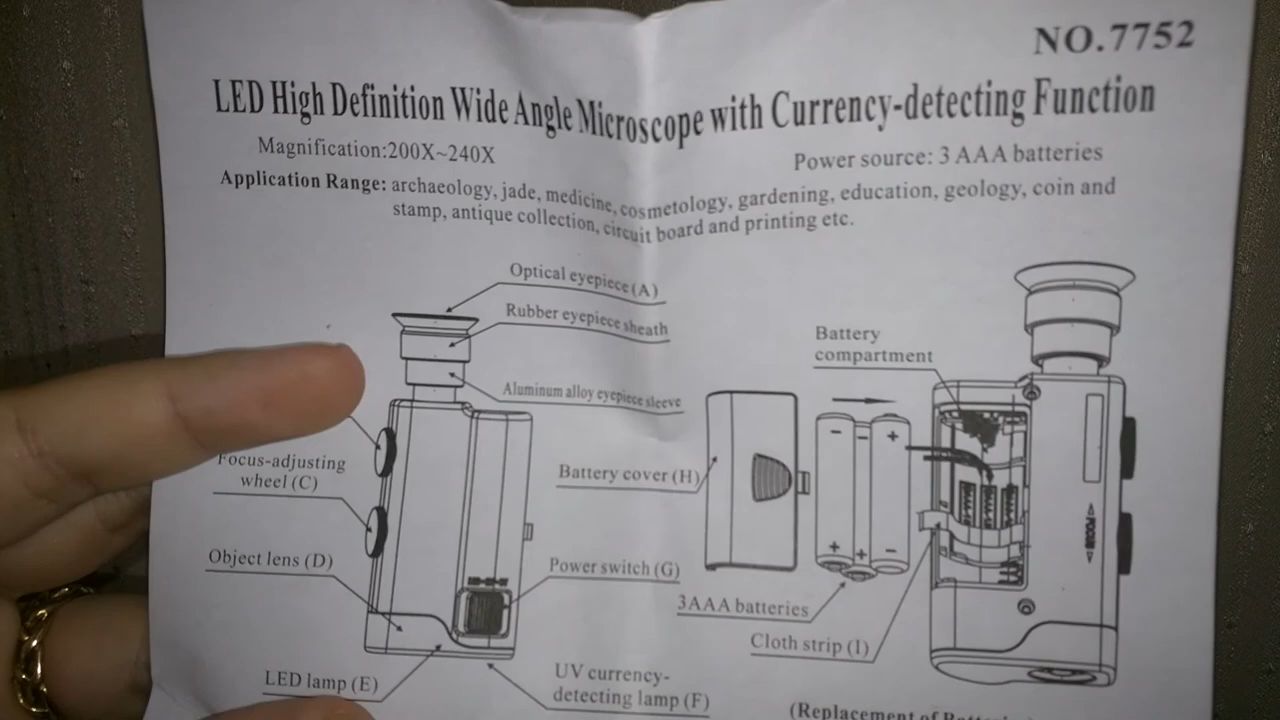 NO.7752
LED High Definition Wide Angle Microscope with Currency-detecting Function
Magnification:200X~240X
Power source: 3 AAA batteries
Application Range: archaeology, jade, medicine, cosmetology, gardening, education, geology, coin and
stamp, antique collection, circuit board and printing etc.
Optical eyepiece(A)
Rubber eyepiece sheath
Aluminum alloy eyepiece sleeve
Focus-adjusting
wheel (C)
Object lens (D)
LED lamp (E)
UV currency-
detecting lamp (F)
Power switch (G)
Battery cover (H)
Battery
compartment
3AAA batteries
Cloth strip (I)
- - +
+ + -
FOCUS
(Replacement of